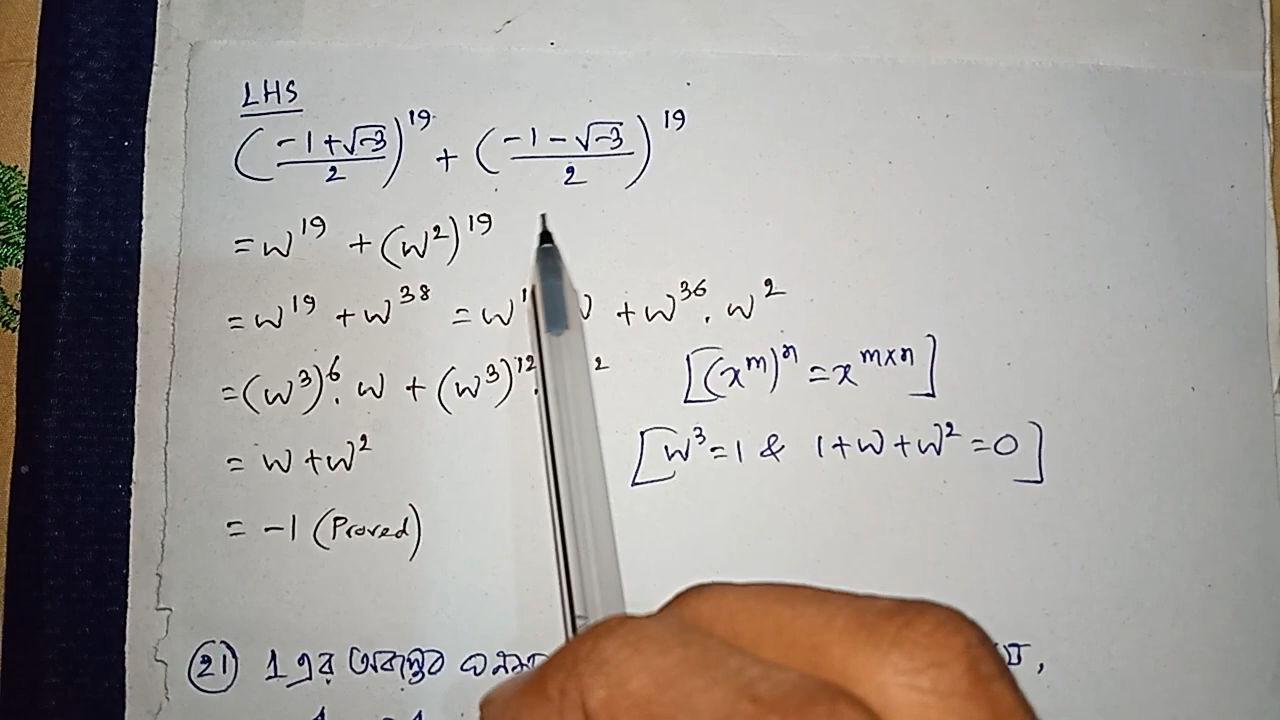 LHS
(-1+√-3/2)^19 + (-1-√-3/2)^19
= ω^19 + (ω^2)^19
= ω^19 + ω^38 = ω + ω^36 . ω^2
= (ω^3)^6 . ω + (ω^3)^12 . 2 [(x^m)^n = x^m×n]
= ω + ω^2 [ω^3 = 1 & 1+ω+ω^2 = 0]
= -1 (Proved)
(21) 1 এর